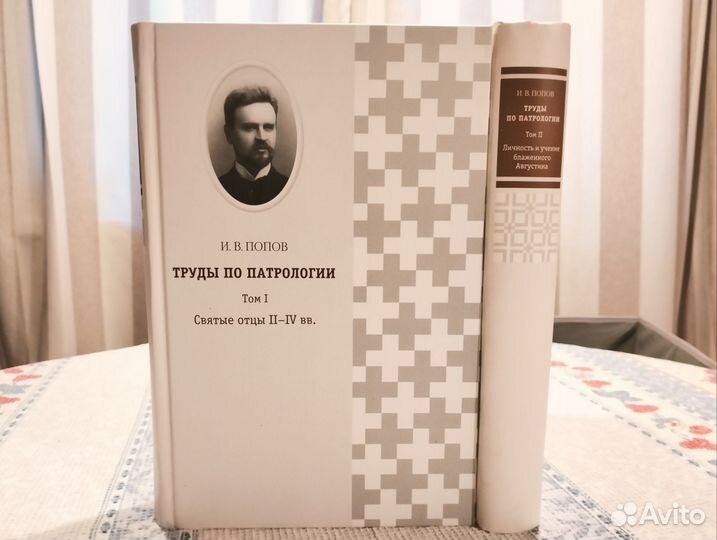 И. В. ПОПОВ
ТРУДЫ ПО ПАТРОЛОГИИ
Том I
Святые отцы II–IV вв.
И. В. ПОПОВ
ТРУДЫ
ПО ПАТРОЛОГИИ
Том II
Личность и учение
блаженного
Августина
Avito